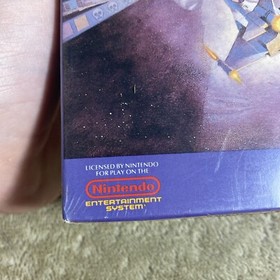 LICENSED BY NINTENDO
FOR PLAY ON THE
Nintendo
ENTERTAINMENT
SYSTEM